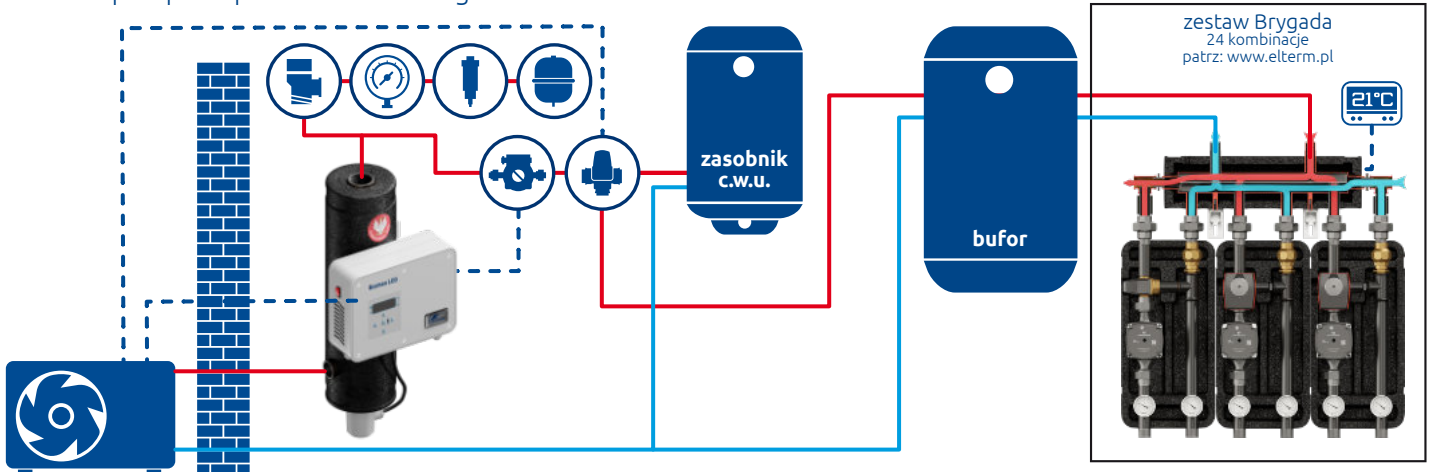 zestaw Brygada
24 kombinacje
patrz: www.elterm.pl
21°C
zasobnik
c.w.u.
bufor